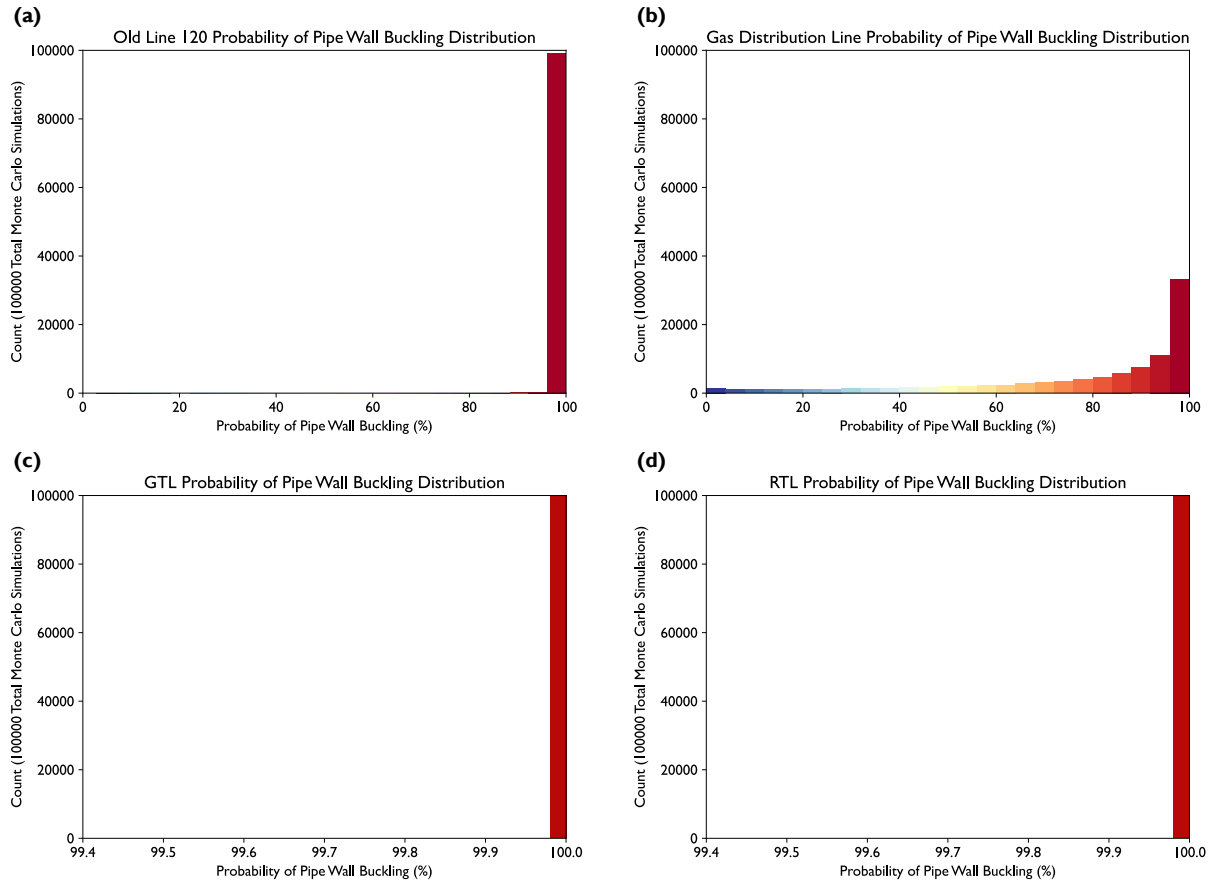 (a)
Old Line 120 Probability of Pipe Wall Buckling Distribution
100000
80000
60000
40000
20000
0
Count (100000 Total Monte Carlo Simulations)
0 20 40 60 80 100
Probability of Pipe Wall Buckling (%)
(b)
Gas Distribution Line Probability of Pipe Wall Buckling Distribution
100000
80000
60000
40000
20000
0
Count (100000 Total Monte Carlo Simulations)
0 20 40 60 80 100
Probability of Pipe Wall Buckling (%)
(c)
GTL Probability of Pipe Wall Buckling Distribution
100000
80000
60000
40000
20000
0
Count (100000 Total Monte Carlo Simulations)
99.4 99.5 99.6 99.7 99.8 99.9 100.0
Probability of Pipe Wall Buckling (%)
(d)
RTL Probability of Pipe Wall Buckling Distribution
100000
80000
60000
40000
20000
0
Count (100000 Total Monte Carlo Simulations)
99.4 99.5 99.6 99.7 99.8 99.9 100.0
Probability of Pipe Wall Buckling (%)